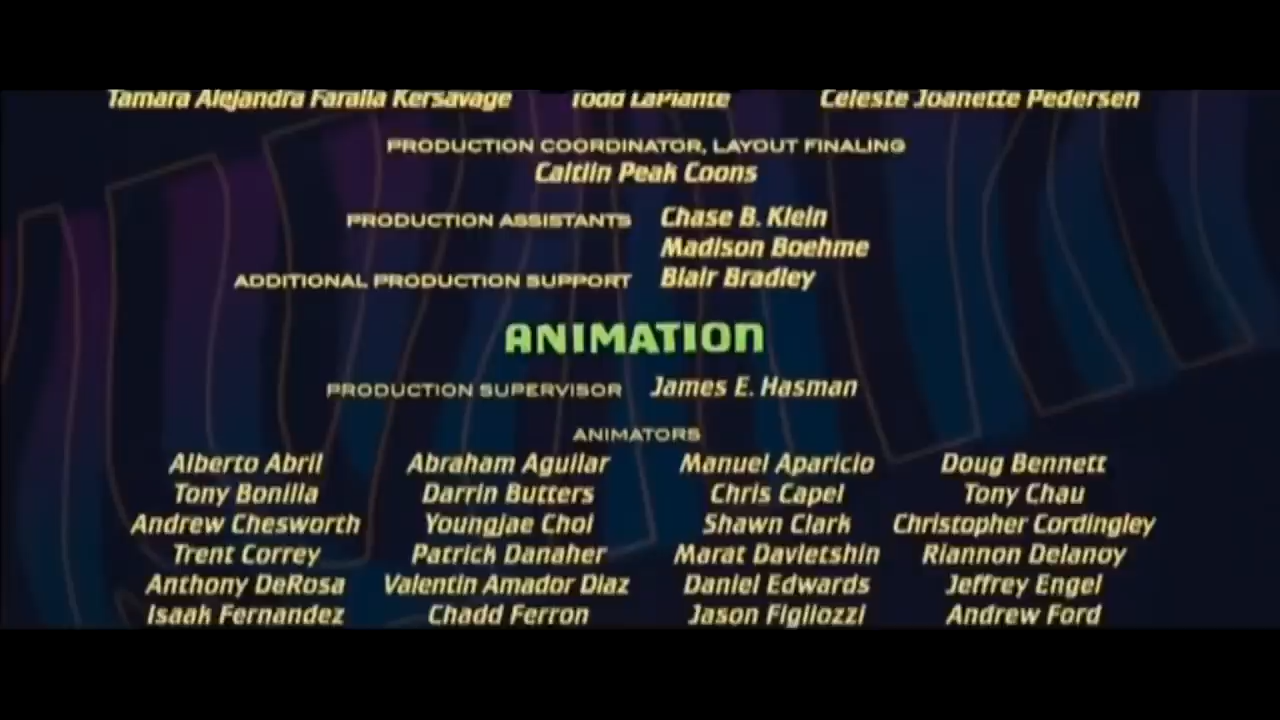 Tamara Alejandra Faralla Kersavage Todd LaPlante Celeste Joanette Pedersen
PRODUCTION COORDINATOR, LAYOUT FINALING
Caitlin Peak Coons
PRODUCTION ASSISTANTS Chase B. Klein
Madison Boehme
ADDITIONAL PRODUCTION SUPPORT Blair Bradley
ANIMATION
PRODUCTION SUPERVISOR James E. Hasman
ANIMATORS
Alberto Abril Abraham Aguilar Manuel Aparicio Doug Bennett
Tony Bonilla Darrin Butters Chris Capel Tony Chau
Andrew Chesworth Youngjae Choi Shawn Clark Christopher Cordingley
Trent Correy Patrick Danaher Marat Davletshin Riannon Delanoy
Anthony DeRosa Valentin Amador Diaz Daniel Edwards Jeffrey Engel
Isaak Fernandez Chadd Ferron Jason Figliozzi Andrew Ford